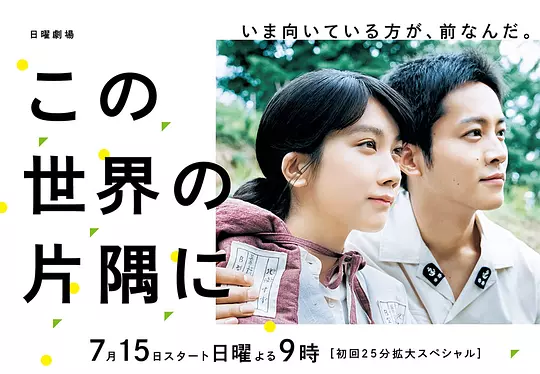 日曜劇場
いま向いている方が、前なんだ。
この
世界の
片隅に
7月15日スタート日曜よる9時 [初回25分拡大スペシャル]